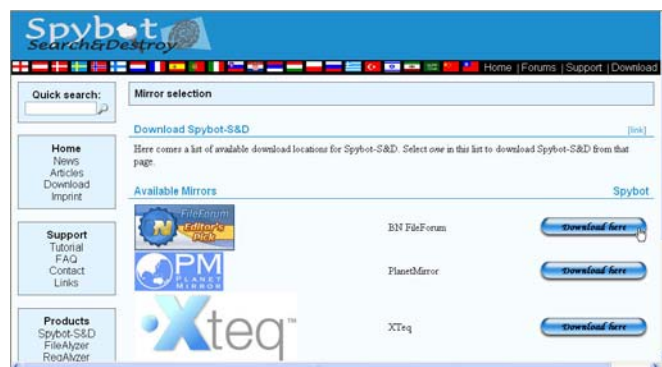 Spybot
Search&Destroy
Home | Forums | Support | Download
Quick search:
Mirror selection
Download Spybot-S&D
[link]
Here comes a list of available download locations for Spybot-S&D. Select one in this list to download Spybot-S&D from that
page.
Home
News
Articles
Download
Imprint
Available Mirrors
Spybot
FileForum
Editor's
Pick
BN FileForum
Download here
Support
Tutorial
FAQ
Contact
Links
PM
PLANET
MIRROR
PlanetMirror
Download here
Products
Spybot-S&D
FileAlyzer
RegAlyzer
Xteq™
XTeq
Download here